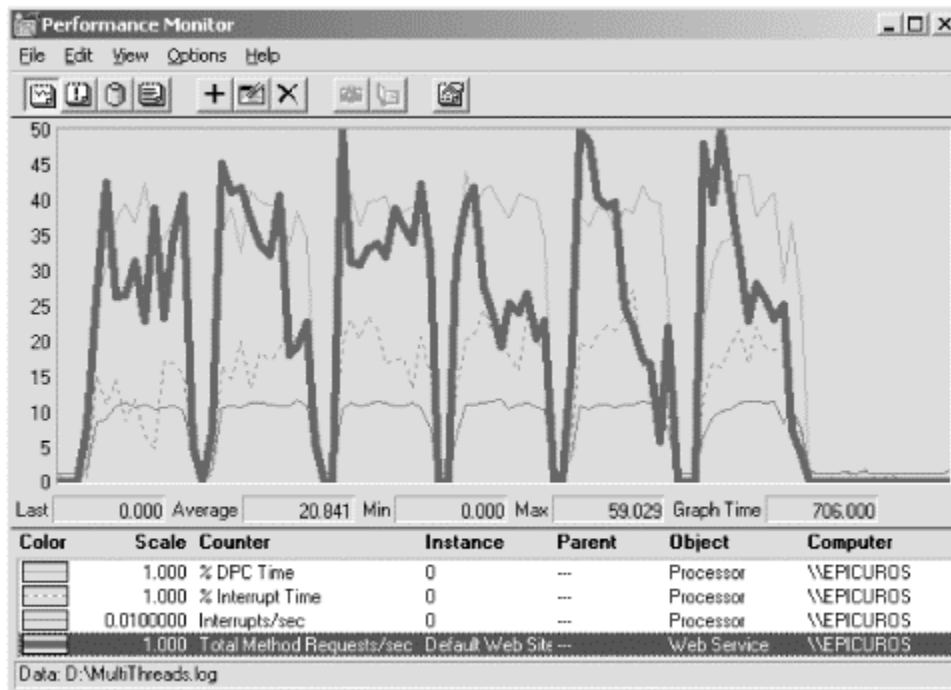 Performance Monitor
File Edit View Options Help
50
45
40
35
30
25
20
15
10
5
0
Last 0.000 Average 20.841 Min 0.000 Max 59.029 Graph Time 706.000
Color Scale Counter Instance Parent Object Computer
1.000 % DPC Time 0 --- Processor \\EPICUROS
1.000 % Interrupt Time 0 --- Processor \\EPICUROS
0.0100000 Interrupts/sec 0 --- Processor \\EPICUROS
1.000 Total Method Requests/sec Default Web Site --- Web Service \\EPICUROS
Data: D:\MultiThreads.log